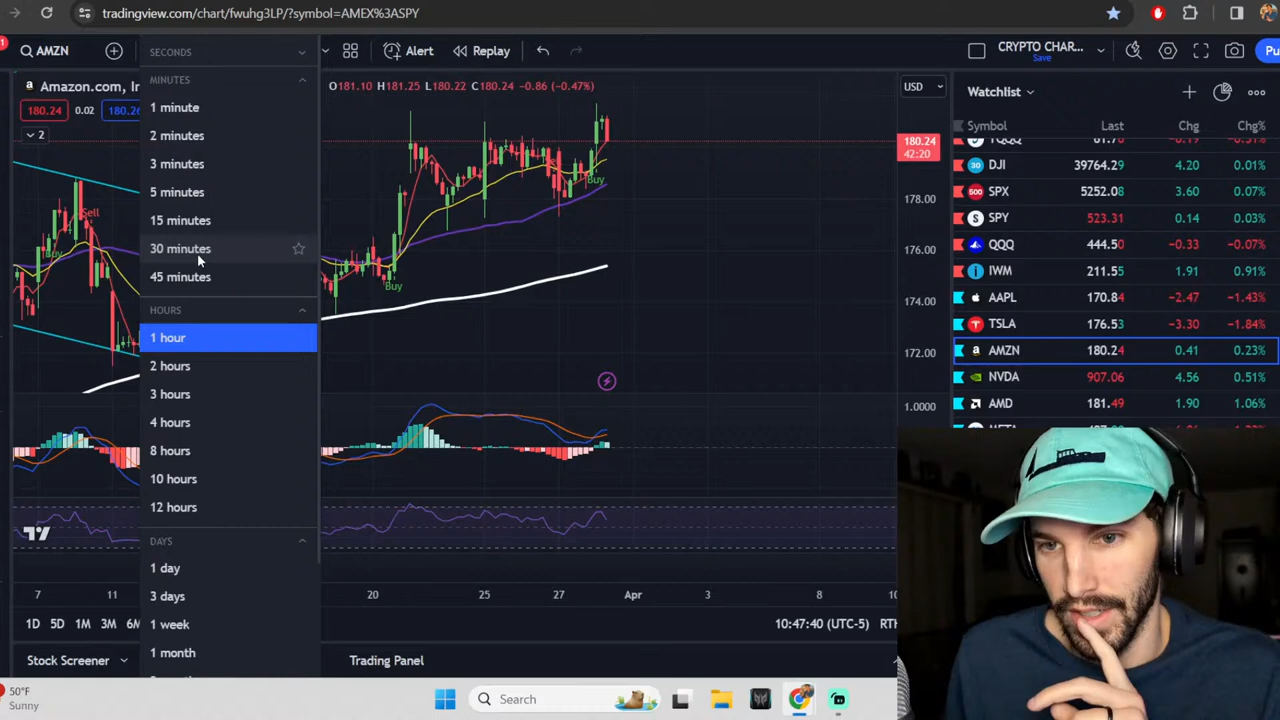 tradingview.com/chart/fwuhg3LP/?symbol=AMEX%3ASPY
1
AMZN
Alert
Replay
CRYPTO CHAR...
Save
Pu
SECONDS
MINUTES
1 minute
2 minutes
3 minutes
5 minutes
15 minutes
30 minutes
45 minutes
HOURS
1 hour
2 hours
3 hours
4 hours
8 hours
10 hours
12 hours
DAYS
1 day
3 days
1 week
1 month
Amazon.com, In
O181.10 H181.25 L180.22 C180.24 −0.86 (−0.47%)
180.24 0.02 180.26
2
Sell
Buy
Buy
Buy
USD
180.24
42:20
178.00
176.00
174.00
172.00
1.0000
Watchlist
Symbol Last Chg Chg%
DJI 39764.29 4.20 0.01%
SPX 5252.08 3.60 0.07%
SPY 523.31 0.14 0.03%
QQQ 444.50 −0.33 −0.07%
IWM 211.55 1.91 0.91%
AAPL 170.84 −2.47 −1.43%
TSLA 176.53 −3.30 −1.84%
AMZN 180.24 0.41 0.23%
NVDA 907.06 4.56 0.51%
AMD 181.49 1.90 1.06%
7 11 20 25 27 Apr 3 8 10
1D 5D 1M 3M 6M
10:47:40 (UTC-5) RTH
Stock Screener
Trading Panel
50°F
Sunny
Search